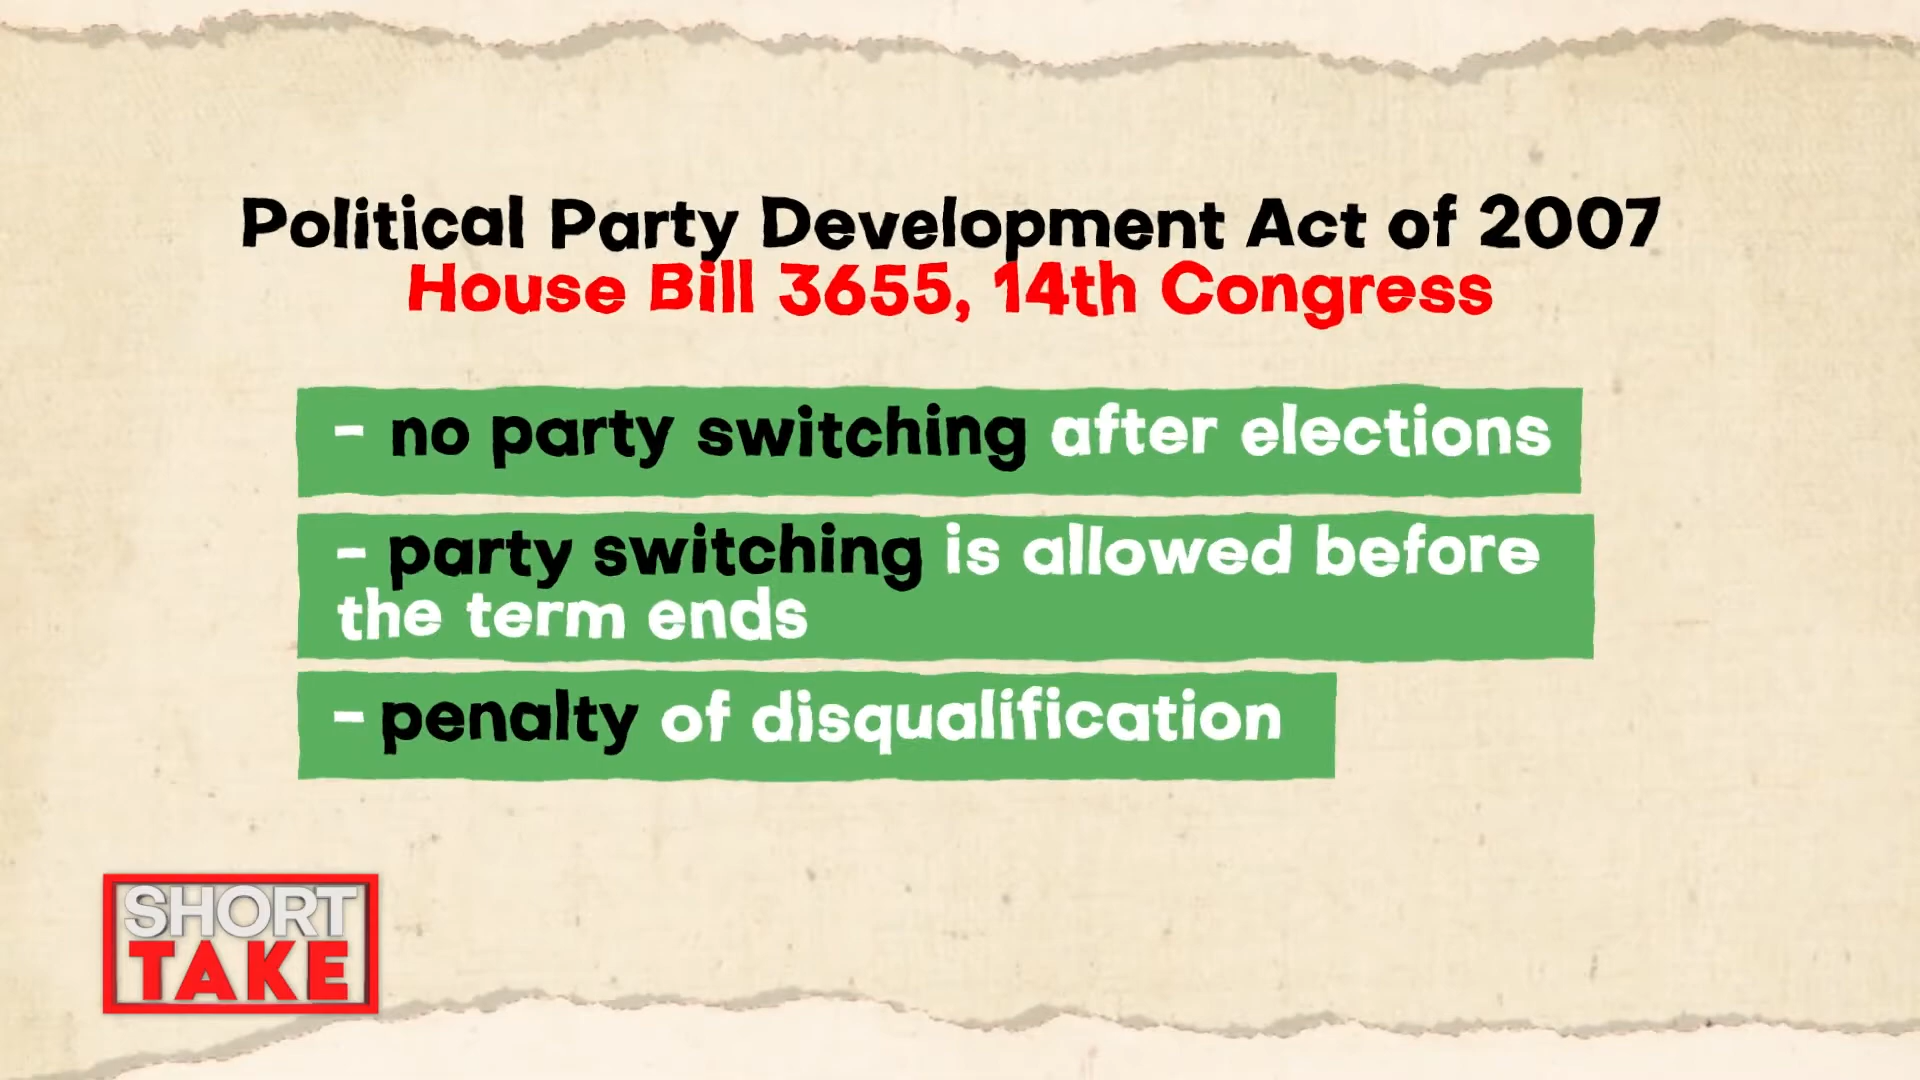 Political Party Development Act of 2007
House Bill 3655, 14th Congress
- no party switching after elections
- party switching is allowed before
the term ends
- penalty of disqualification
SHORT
TAKE